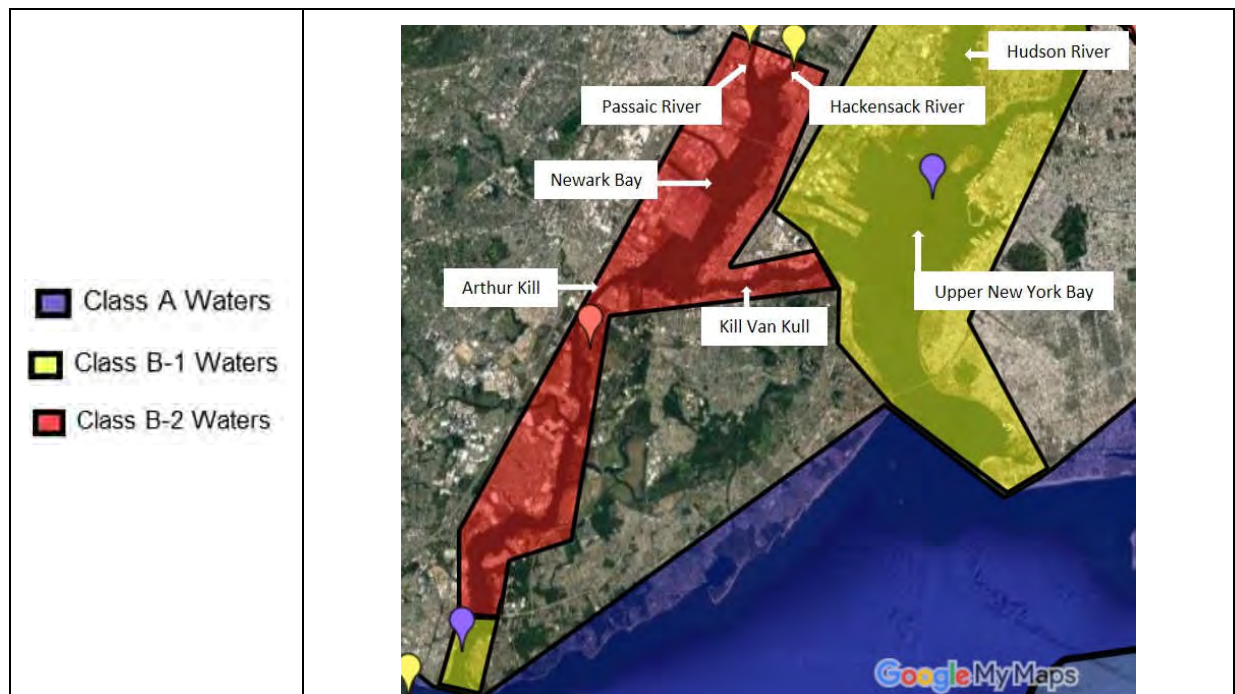 Class A Waters
Class B-1 Waters
Class B-2 Waters
Hudson River
Passaic River
Hackensack River
Newark Bay
Arthur Kill
Upper New York Bay
Kill Van Kull
Google My Maps